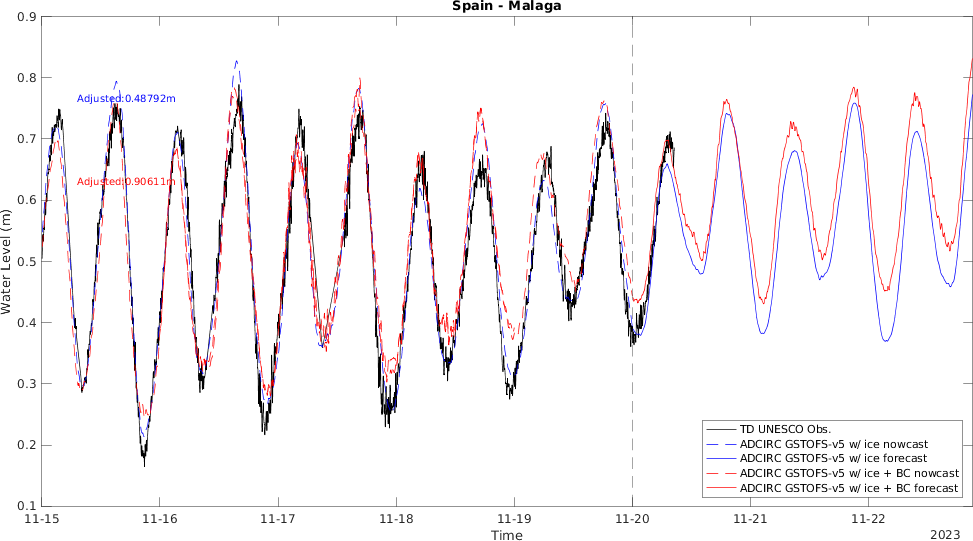 Spain - Malaga
0.9
0.8
0.7
0.6
0.5
0.4
0.3
0.2
0.1
Water Level (m)
Adjusted:0.48792m
Adjusted:0.90611m
TD UNESCO Obs.
ADCIRC GSTOFS-v5 w/ ice nowcast
ADCIRC GSTOFS-v5 w/ ice forecast
ADCIRC GSTOFS-v5 w/ ice + BC nowcast
ADCIRC GSTOFS-v5 w/ ice + BC forecast
11-15 11-16 11-17 11-18 11-19 11-20 11-21 11-22
Time
2023